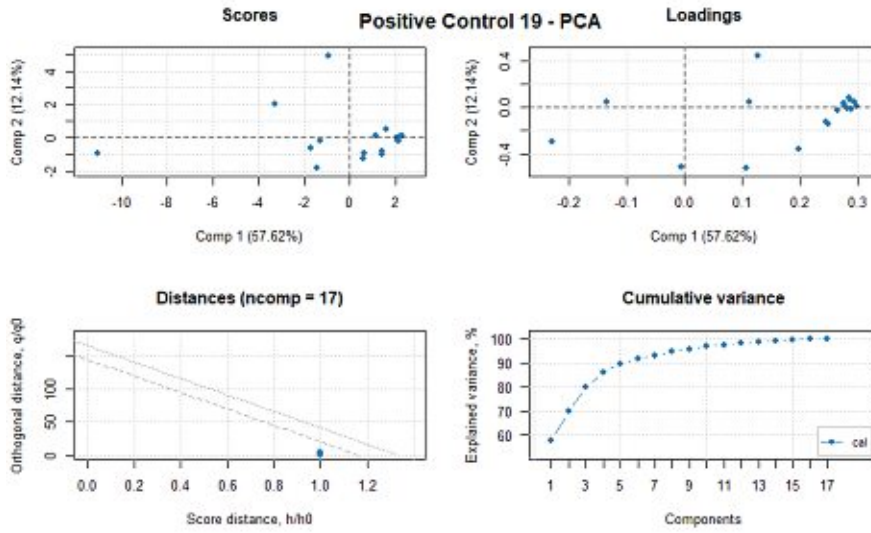 Positive Control 19 - PCA
Scores
Comp 2 (12.14%)
4
2
0
-2
-10 -8 -6 -4 -2 0 2
Comp 1 (57.62%)
Loadings
Comp 2 (12.14%)
0.4
0.0
-0.4
-0.2 -0.1 0.0 0.1 0.2 0.3
Comp 1 (57.62%)
Distances (ncomp = 17)
Orthogonal distance, q/q0
100
50
0
0.0 0.2 0.4 0.6 0.8 1.0 1.2
Score distance, h/h0
Cumulative variance
Explained variance, %
100
90
80
70
60
cal
1 3 5 7 9 11 13 15 17
Components